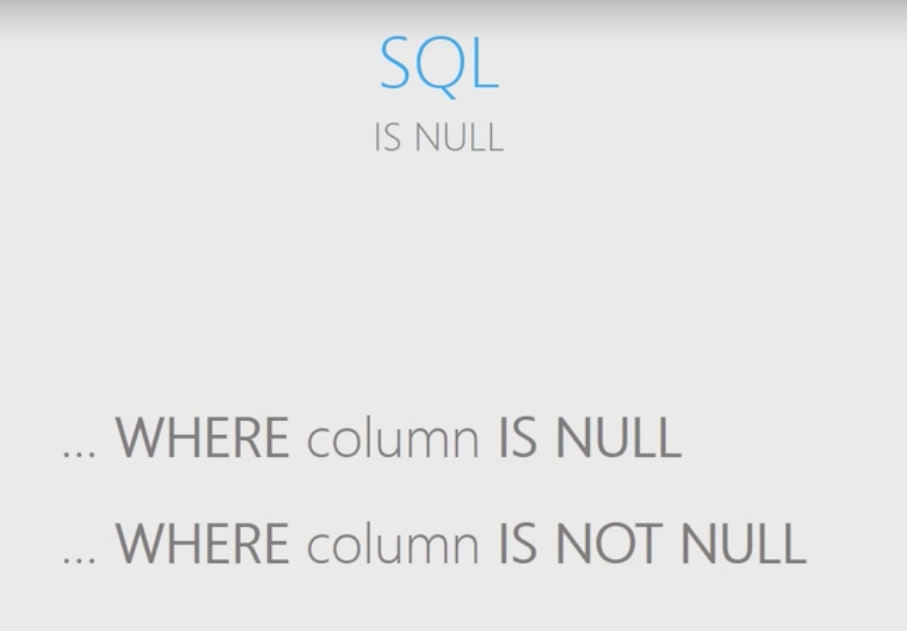 SQL
IS NULL
... WHERE column IS NULL
... WHERE column IS NOT NULL